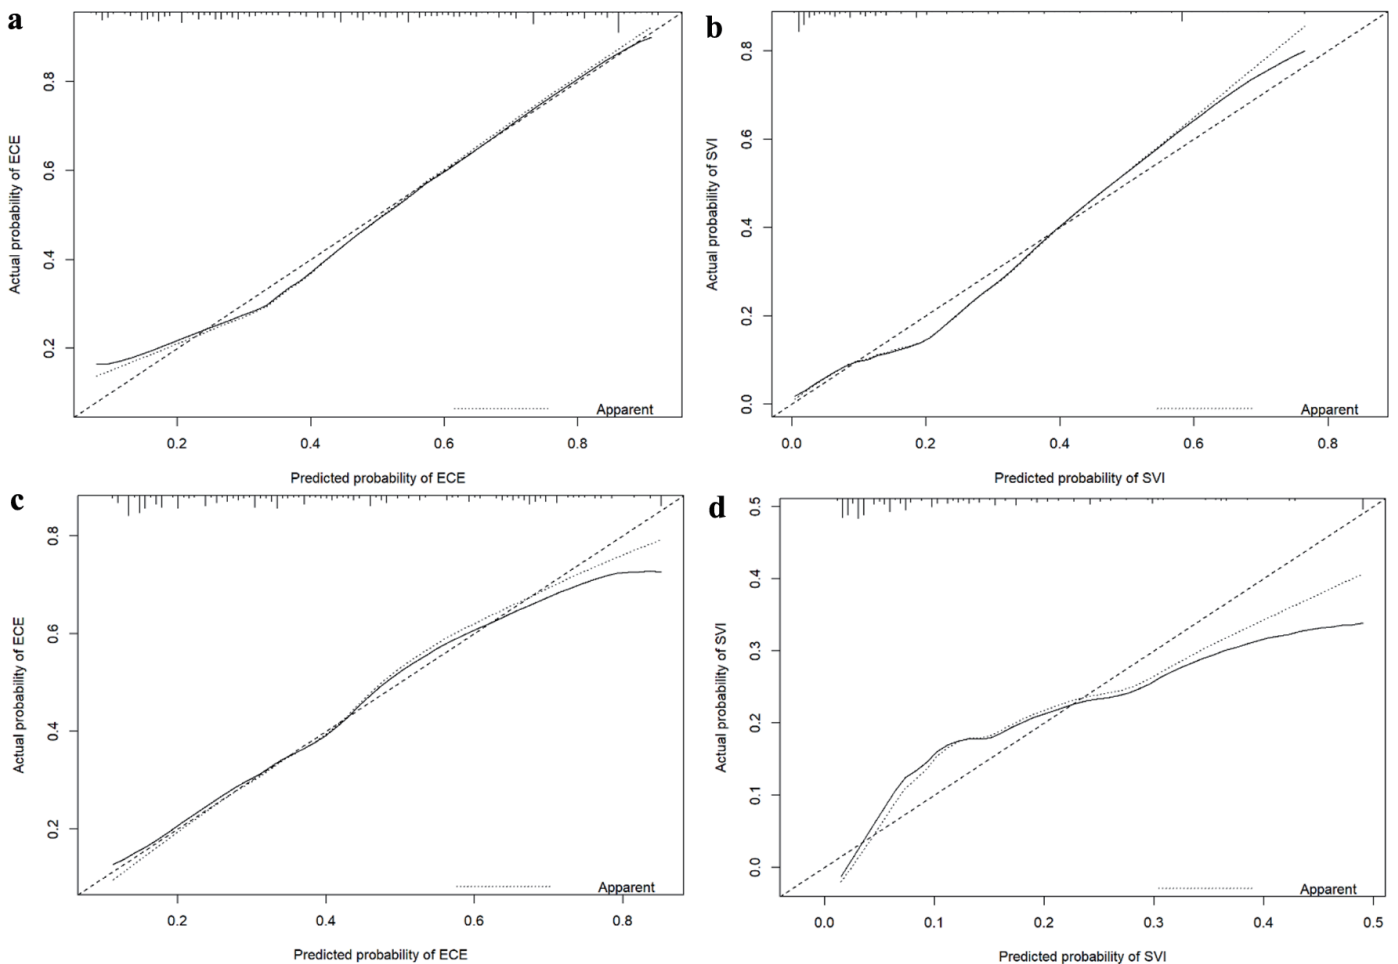 a
Actual probability of ECE
0.8
0.6
0.4
0.2
0.2 0.4 0.6 0.8
Apparent
Predicted probability of ECE
b
Actual probability of SVI
0.8
0.6
0.4
0.2
0.0
0.0 0.2 0.4 0.6 0.8
Apparent
Predicted probability of SVI
c
Actual probability of ECE
0.8
0.6
0.4
0.2
0.2 0.4 0.6 0.8
Apparent
Predicted probability of ECE
d
Actual probability of SVI
0.5
0.4
0.3
0.2
0.1
0.0
0.0 0.1 0.2 0.3 0.4 0.5
Apparent
Predicted probability of SVI